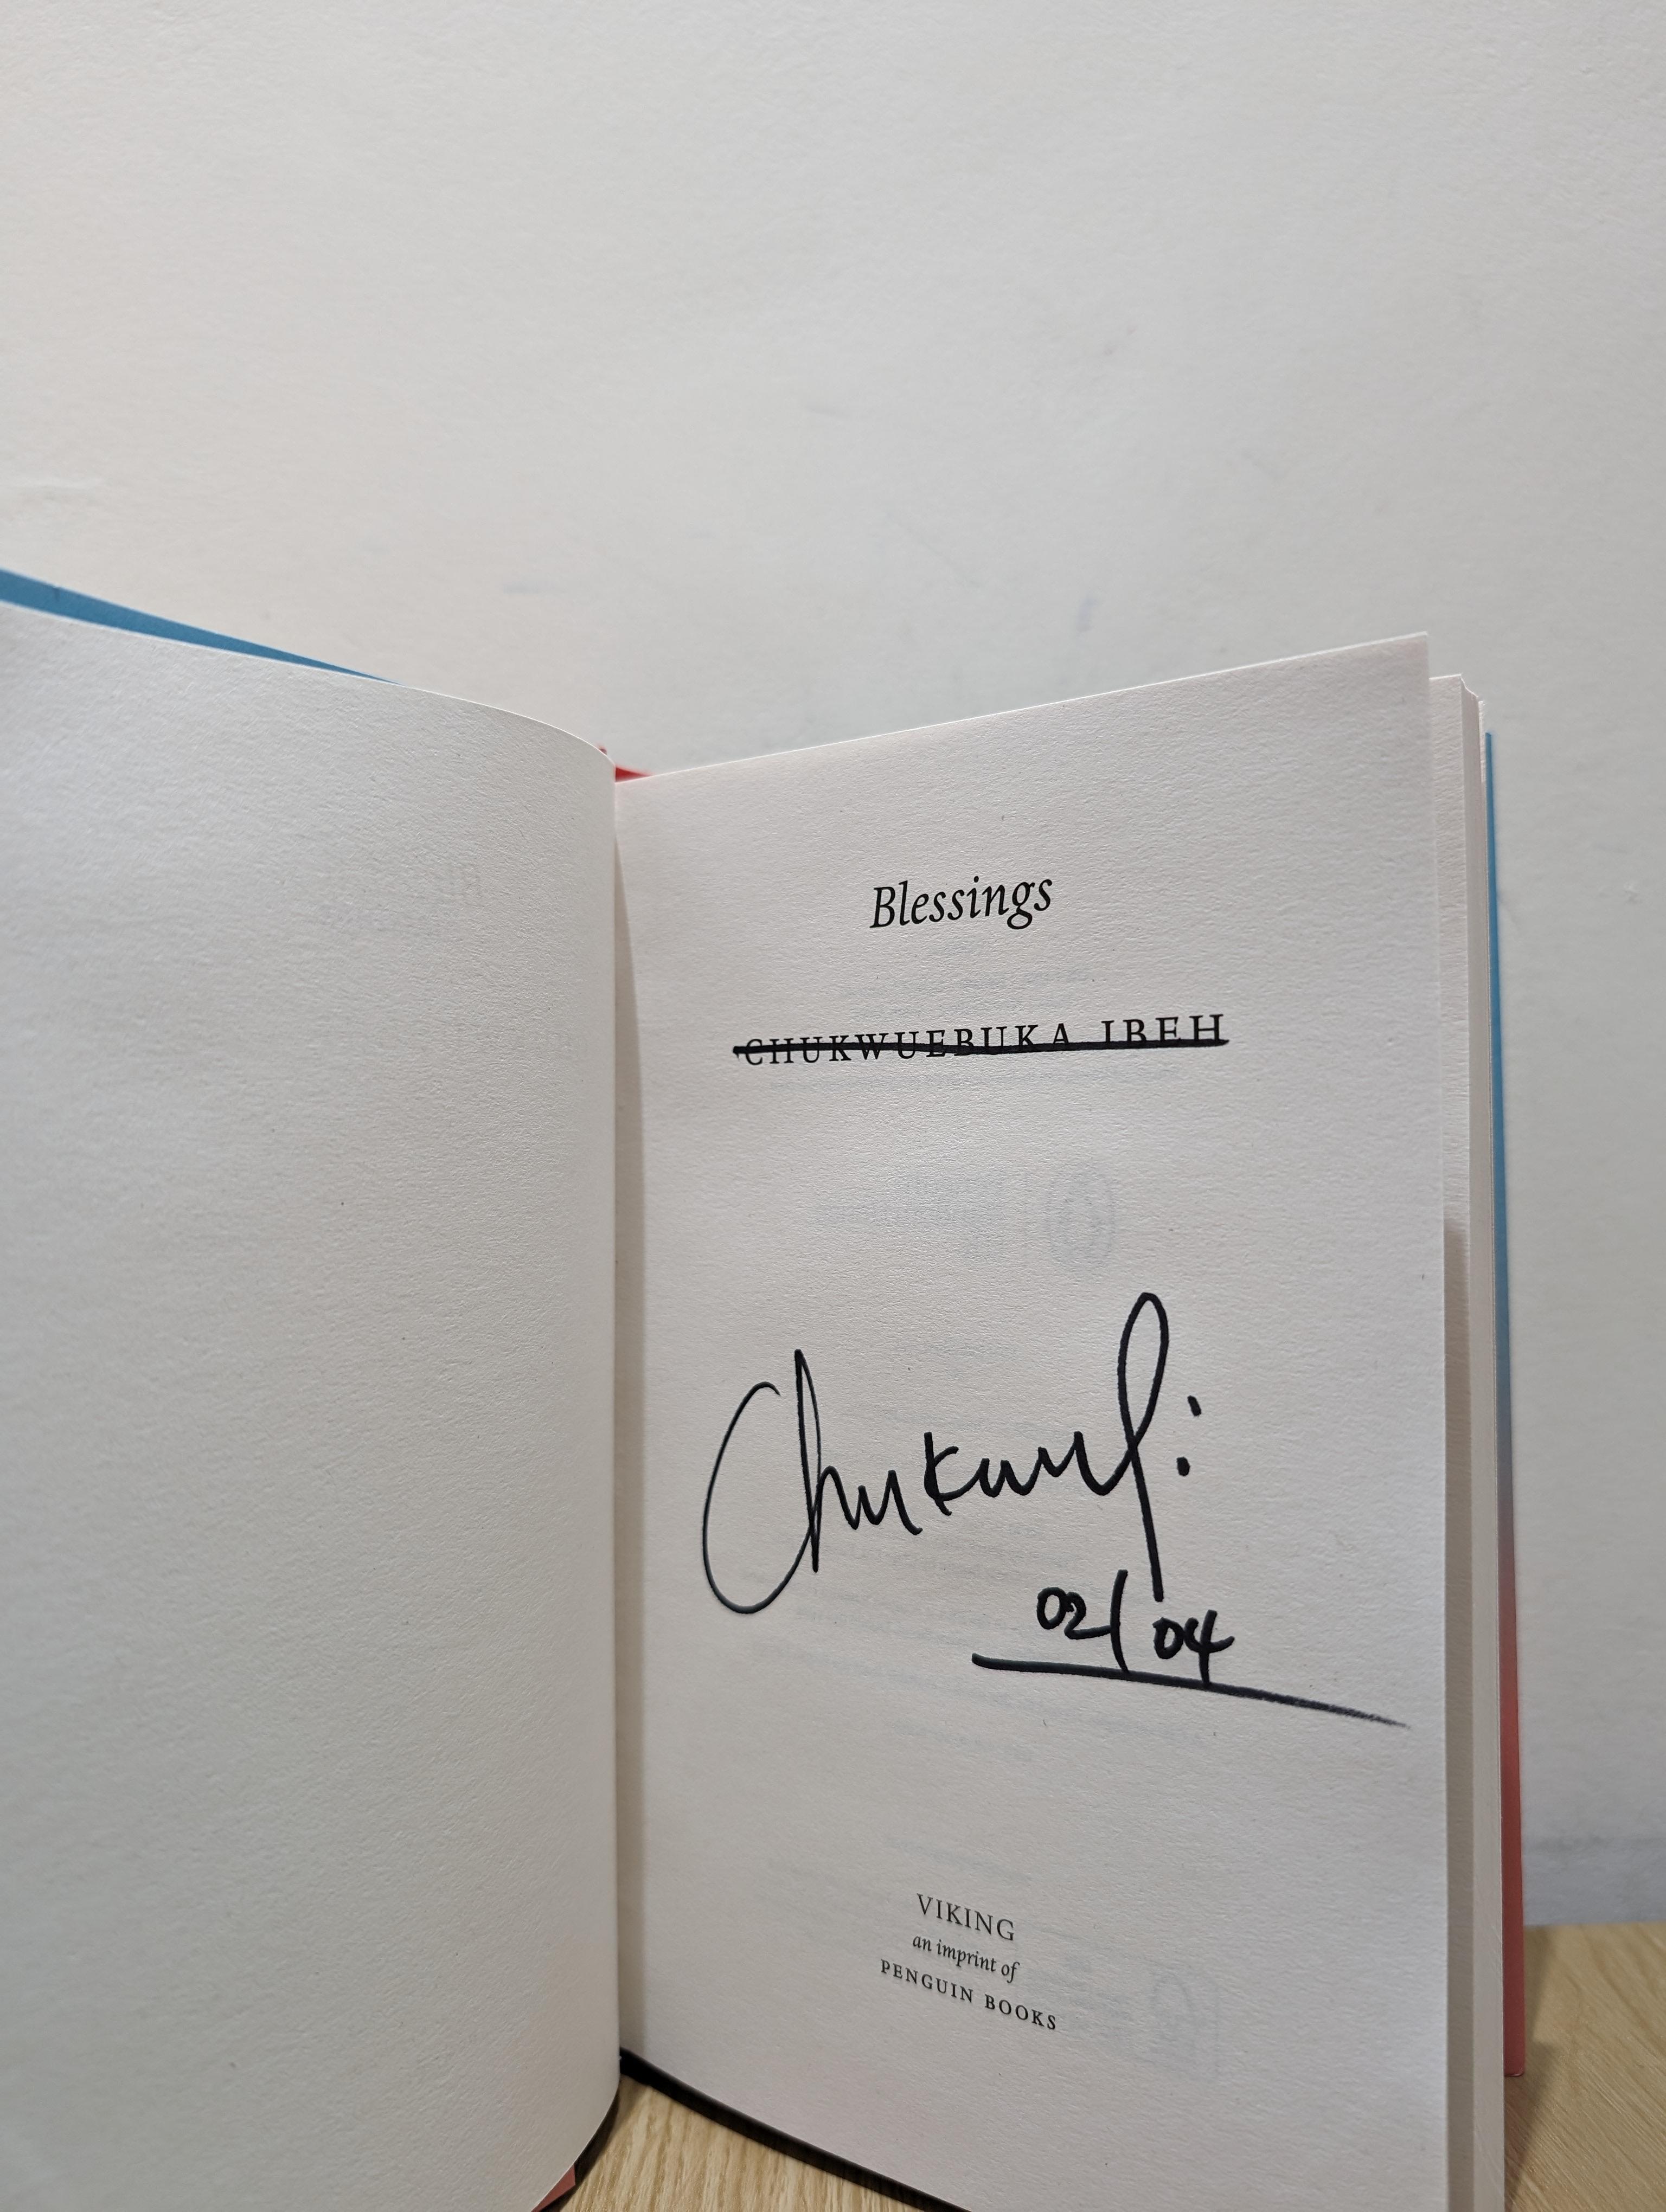 Blessings
CHUKWUEBUKA IBEH
02/04
VIKING
an imprint of
PENGUIN BOOKS